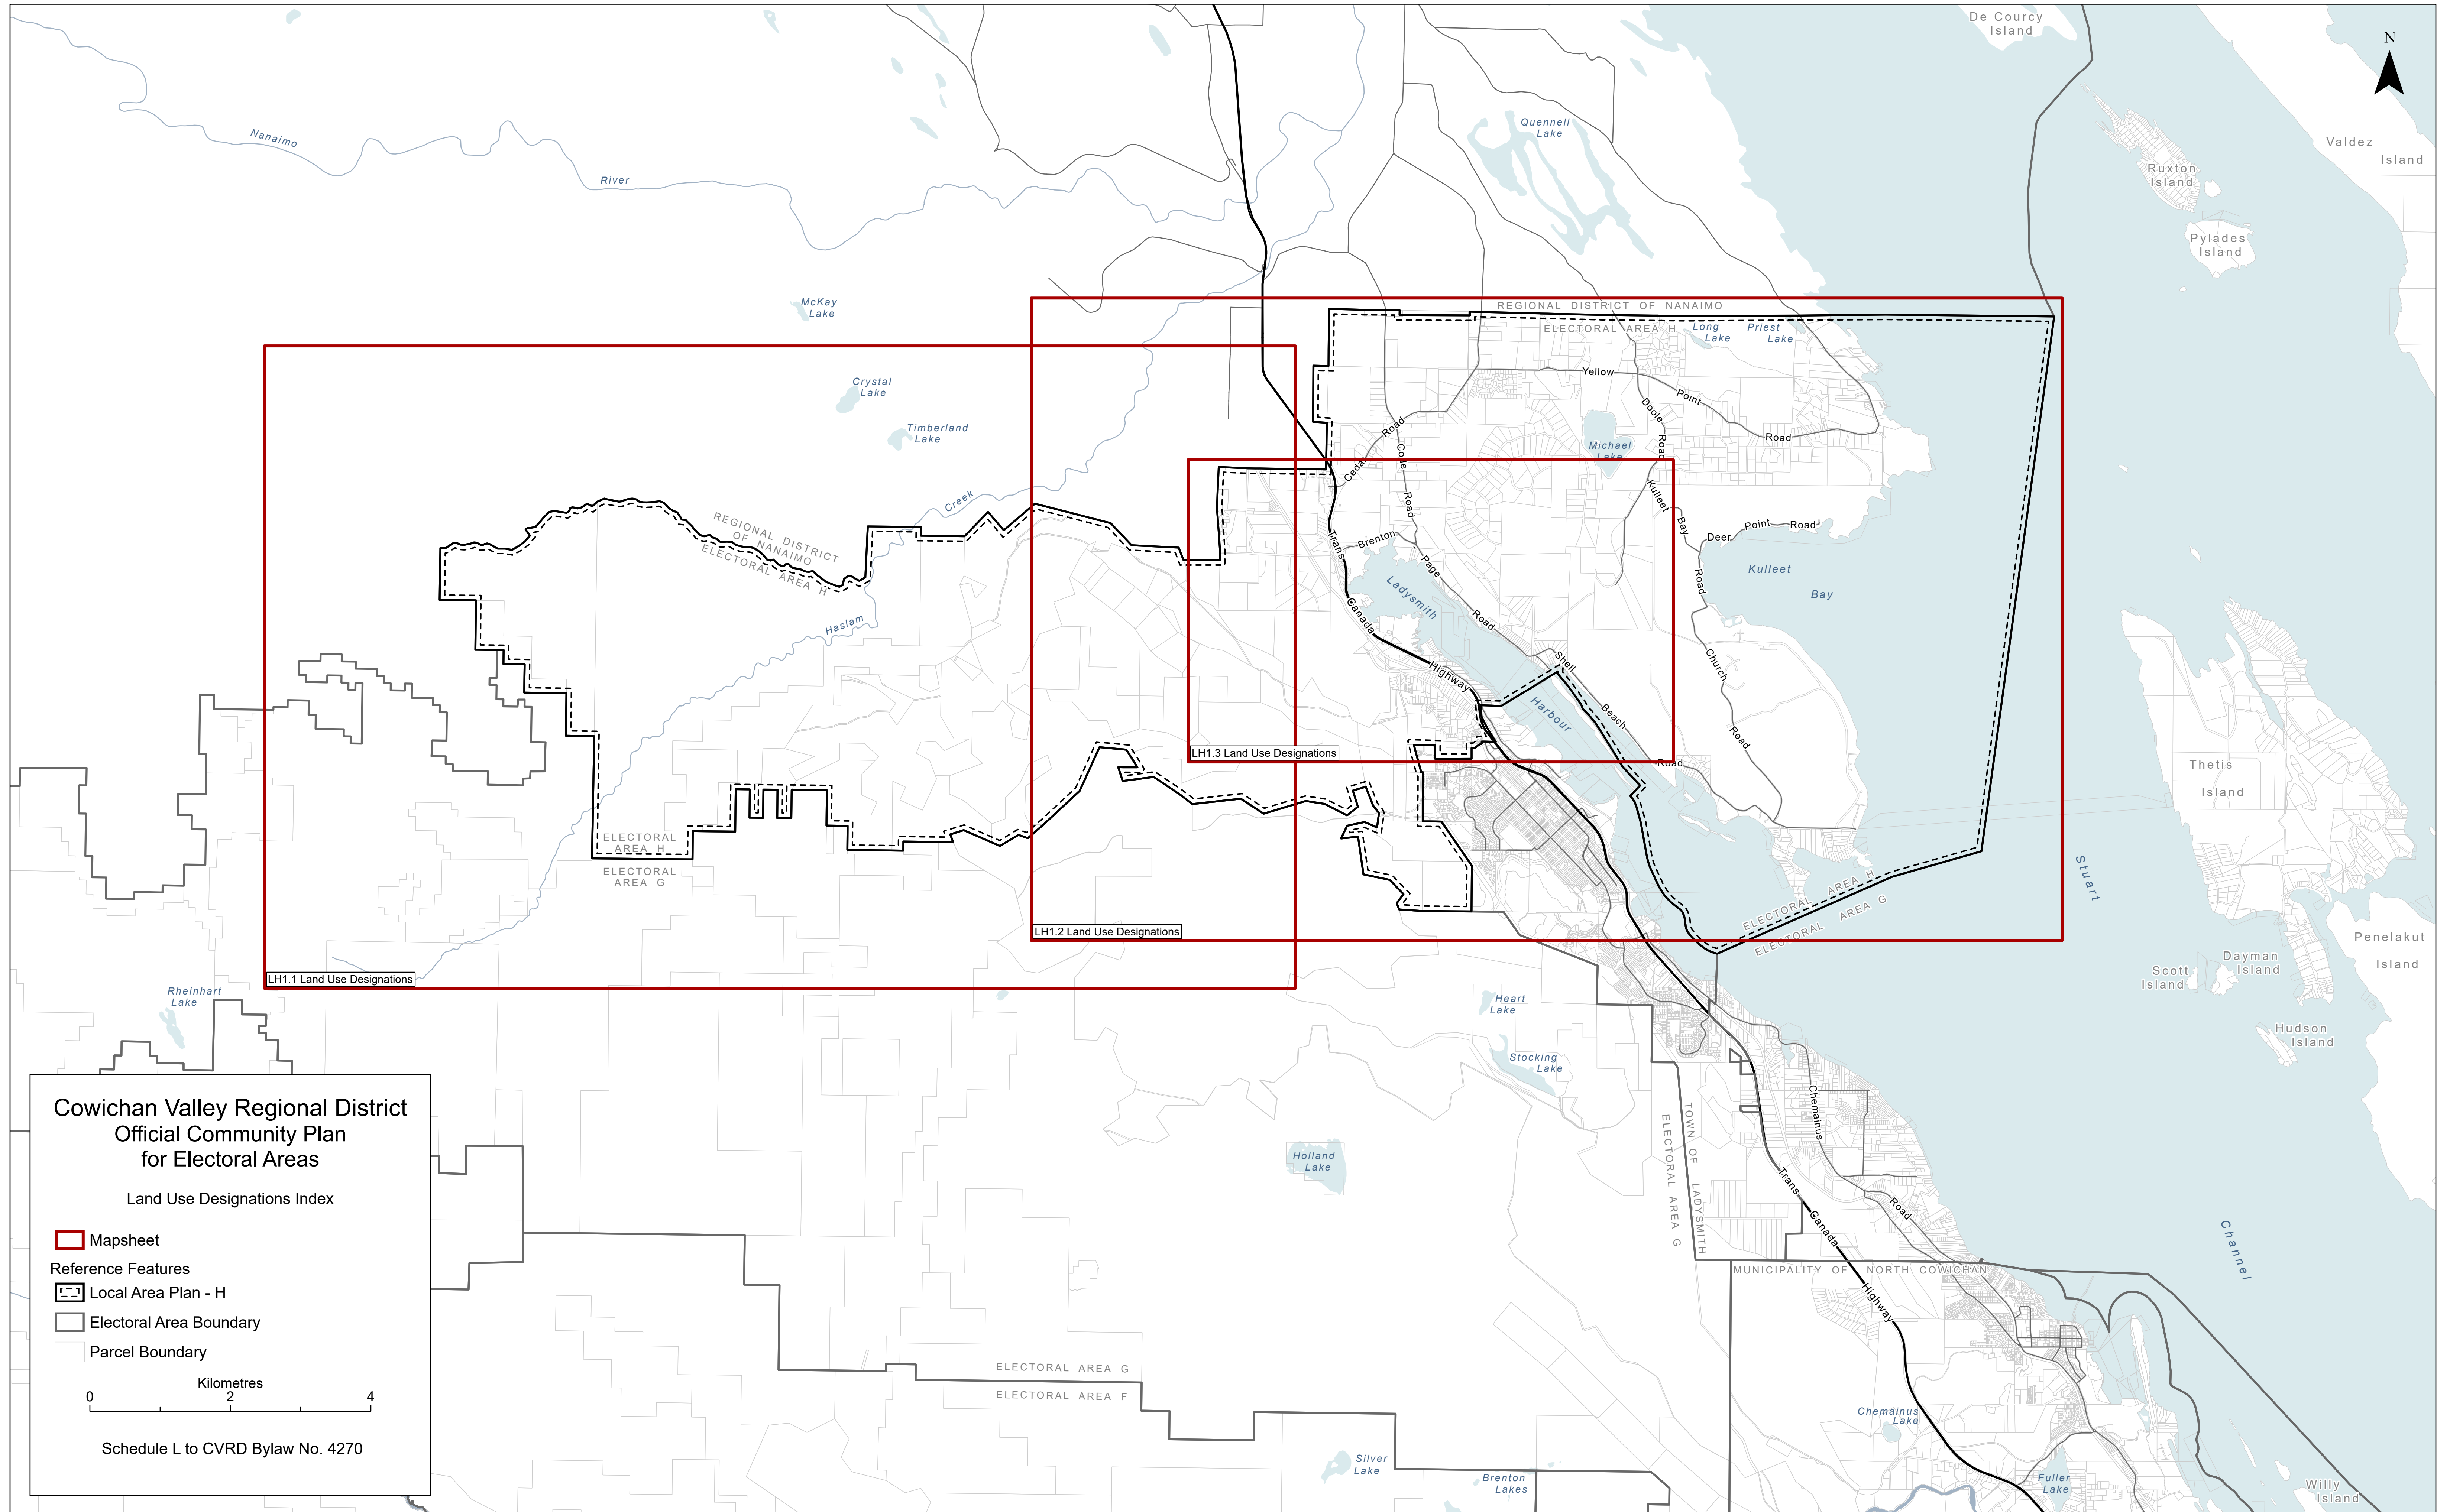 De Courcy
Island
N
Nanaimo
River
Quennell
Lake
Valdez
Island
Ruxton
Island
Pylades
Island
McKay
Lake
REGIONAL DISTRICT OF NANAIMO
ELECTORAL AREA H
Long
Lake
Priest
Lake
Crystal
Lake
Timberland
Lake
Yellow
Point
Road
Doole
Road
Cedar
Road
Code
Road
Michael
Lake
Creek
Haslam
REGIONAL DISTRICT
OF NANAIMO
ELECTORAL AREA H
Kulleet
Bay
Road
Deer
Point
Road
Kulleet
Bay
Trans
Canada
Highway
Brenton
Page
Road
Ladysmith
Harbour
Shell
Beach
Road
Church
Road
LH1.3 Land Use Designations
Thetis
Island
ELECTORAL
AREA H
ELECTORAL
AREA G
ELECTORAL AREA H
ELECTORAL AREA G
Stuart
Channel
LH1.2 Land Use Designations
LH1.1 Land Use Designations
Penelakut
Island
Dayman
Island
Scott
Island
Hudson
Island
Rheinhart
Lake
Heart
Lake
Stocking
Lake
Holland
Lake
TOWN OF LADYSMITH
ELECTORAL AREA G
Chemainus
Road
Trans
Canada
Highway
MUNICIPALITY OF NORTH COWICHAN
ELECTORAL AREA G
ELECTORAL AREA F
Chemainus
Lake
Silver
Lake
Brenton
Lakes
Fuller
Lake
Willy
Island
Cowichan Valley Regional District
Official Community Plan
for Electoral Areas
Land Use Designations Index
Mapsheet
Reference Features
Local Area Plan - H
Electoral Area Boundary
Parcel Boundary
Kilometres
0 2 4
Schedule L to CVRD Bylaw No. 4270